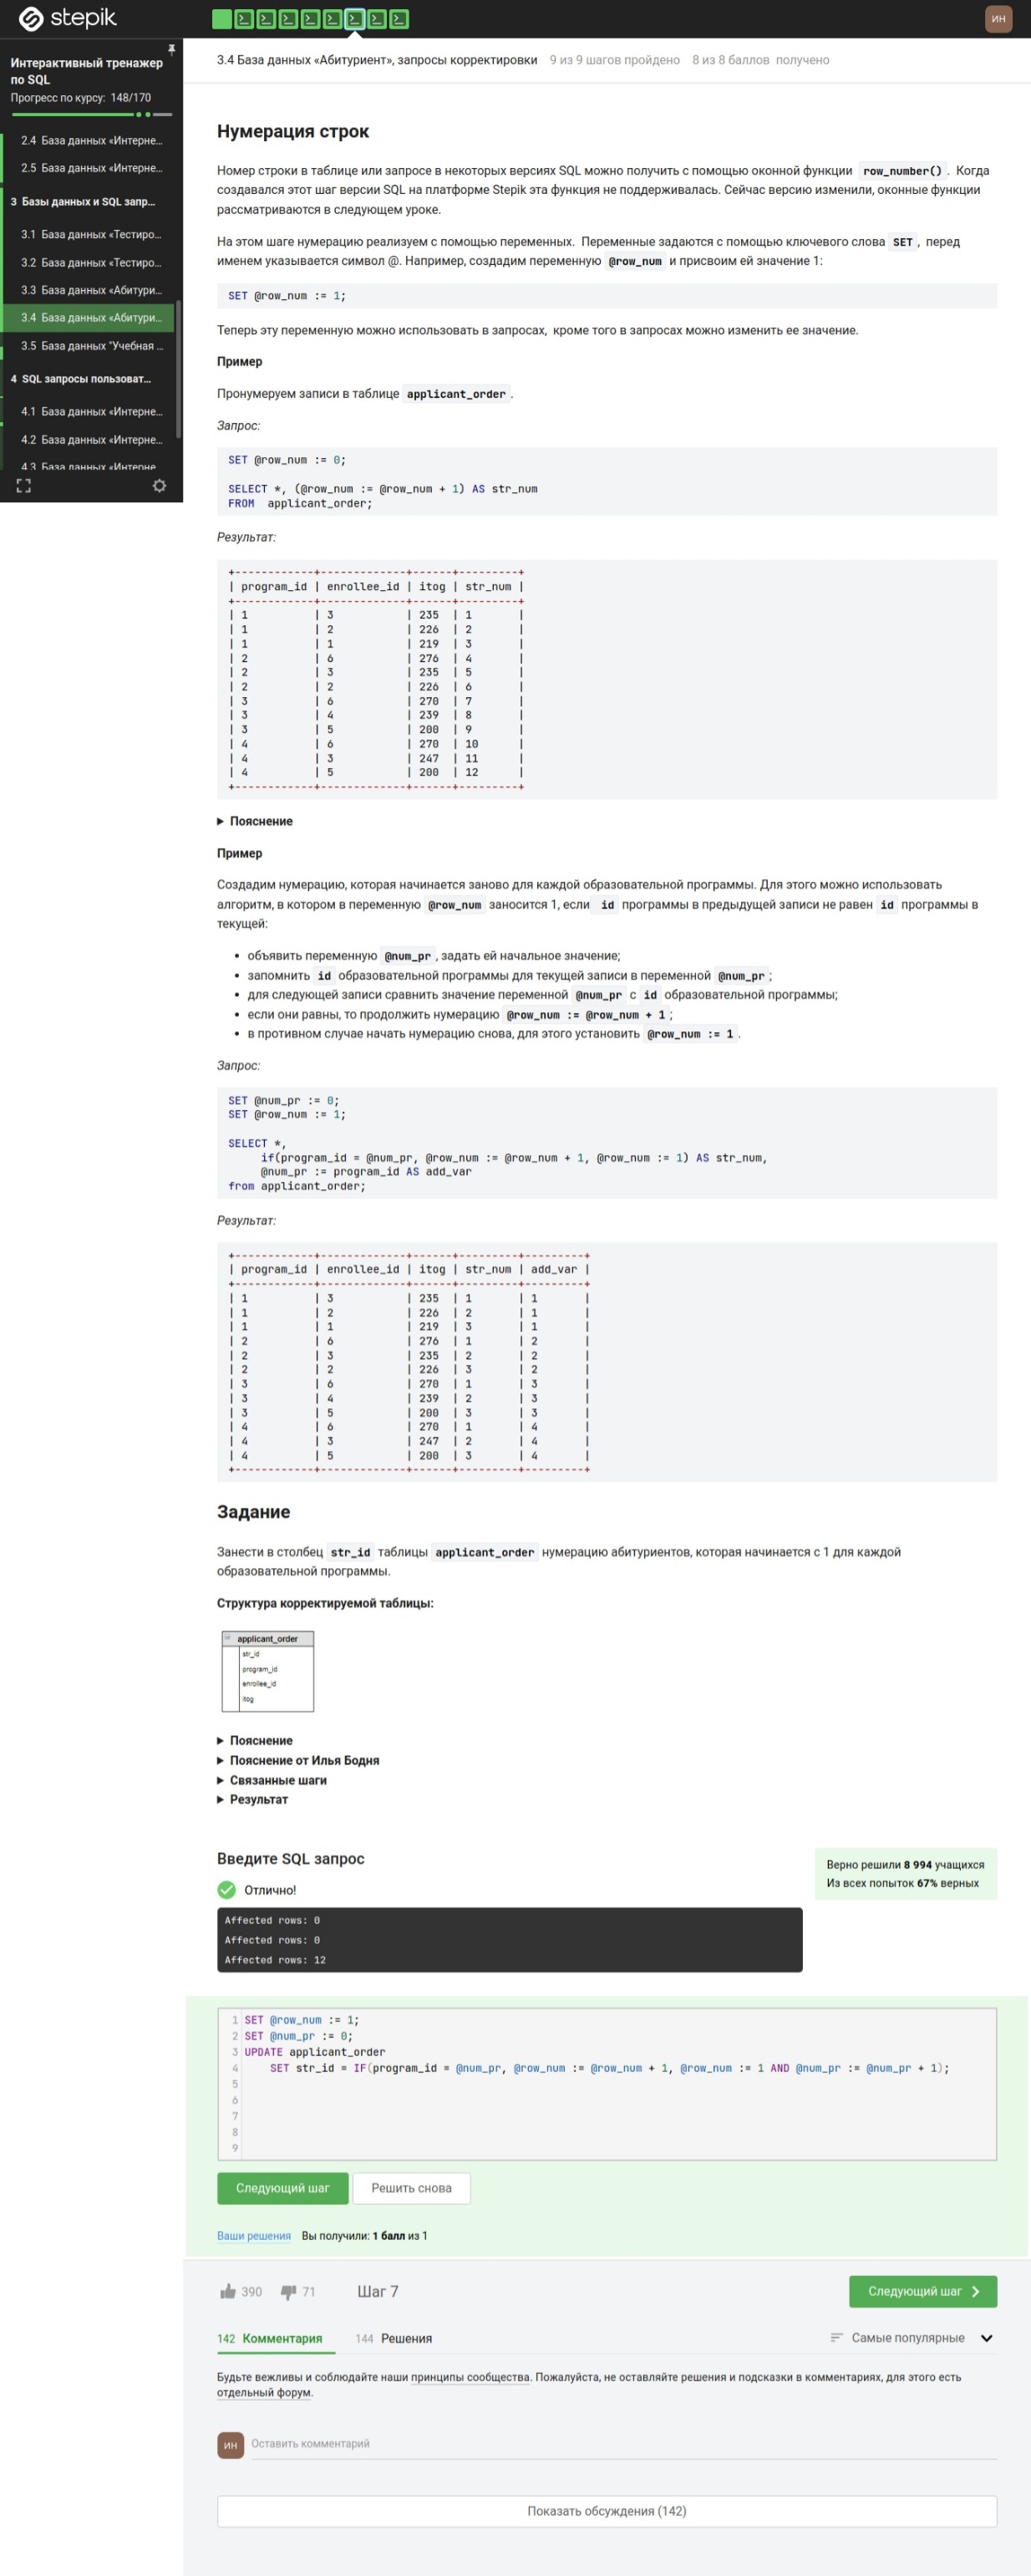 stepik
ИН
Интерактивный тренажер
по SQL
Прогресс по курсу: 148/170
2.4 База данных «Интерне...
2.5 База данных «Интерне...
3 Базы данных и SQL запр...
3.1 База данных «Тестиро...
3.2 База данных «Тестиро...
3.3 База данных «Абитури...
3.4 База данных «Абитури...
3.5 База данных "Учебная ...
4 SQL запросы пользоват...
4.1 База данных «Интерне...
4.2 База данных «Интерне...
4.3 База данных «Интерне
3.4 База данных «Абитуриент», запросы корректировки 9 из 9 шагов пройдено 8 из 8 баллов получено
Нумерация строк
Номер строки в таблице или запросе в некоторых версиях SQL можно получить с помощью оконной функции row_number() . Когда
создавался этот шаг версии SQL на платформе Stepik эта функция не поддерживалась. Сейчас версию изменили, оконные функции
рассматриваются в следующем уроке.
На этом шаге нумерацию реализуем с помощью переменных. Переменные задаются с помощью ключевого слова SET , перед
именем указывается символ @. Например, создадим переменную @row_num и присвоим ей значение 1:
SET @row_num := 1;
Теперь эту переменную можно использовать в запросах, кроме того в запросах можно изменить ее значение.
Пример
Пронумеруем записи в таблице applicant_order .
Запрос:
SET @row_num := 0;
SELECT *, (@row_num := @row_num + 1) AS str_num
FROM applicant_order;
Результат:
+------------+-------------+------+---------+
| program_id | enrollee_id | itog | str_num |
+------------+-------------+------+---------+
| 1 | 3 | 235 | 1 |
| 1 | 2 | 226 | 2 |
| 1 | 1 | 219 | 3 |
| 2 | 6 | 276 | 4 |
| 2 | 3 | 235 | 5 |
| 2 | 2 | 226 | 6 |
| 3 | 6 | 270 | 7 |
| 3 | 4 | 239 | 8 |
| 3 | 5 | 200 | 9 |
| 4 | 6 | 270 | 10 |
| 4 | 3 | 247 | 11 |
| 4 | 5 | 200 | 12 |
+------------+-------------+------+---------+
▶ Пояснение
Пример
Создадим нумерацию, которая начинается заново для каждой образовательной программы. Для этого можно использовать
алгоритм, в котором в переменную @row_num заносится 1, если id программы в предыдущей записи не равен id программы в
текущей:
• объявить переменную @num_pr , задать ей начальное значение;
• запомнить id образовательной программы для текущей записи в переменной @num_pr ;
• для следующей записи сравнить значение переменной @num_pr с id образовательной программы;
• если они равны, то продолжить нумерацию @row_num := @row_num + 1 ;
• в противном случае начать нумерацию снова, для этого установить @row_num := 1 .
Запрос:
SET @num_pr := 0;
SET @row_num := 1;
SELECT *,
if(program_id = @num_pr, @row_num := @row_num + 1, @row_num := 1) AS str_num,
@num_pr := program_id AS add_var
from applicant_order;
Результат:
+------------+-------------+------+---------+---------+
| program_id | enrollee_id | itog | str_num | add_var |
+------------+-------------+------+---------+---------+
| 1 | 3 | 235 | 1 | 1 |
| 1 | 2 | 226 | 2 | 1 |
| 1 | 1 | 219 | 3 | 1 |
| 2 | 6 | 276 | 1 | 2 |
| 2 | 3 | 235 | 2 | 2 |
| 2 | 2 | 226 | 3 | 2 |
| 3 | 6 | 270 | 1 | 3 |
| 3 | 4 | 239 | 2 | 3 |
| 3 | 5 | 200 | 3 | 3 |
| 4 | 6 | 270 | 1 | 4 |
| 4 | 3 | 247 | 2 | 4 |
| 4 | 5 | 200 | 3 | 4 |
+------------+-------------+------+---------+---------+
Задание
Занести в столбец str_id таблицы applicant_order нумерацию абитуриентов, которая начинается с 1 для каждой
образовательной программы.
Структура корректируемой таблицы:
applicant_order
str_id
program_id
enrollee_id
itog
▶ Пояснение
▶ Пояснение от Илья Бодня
▶ Связанные шаги
▶ Результат
Введите SQL запрос
Верно решили 8 994 учащихся
Из всех попыток 67% верных
Отлично!
Affected rows: 0
Affected rows: 0
Affected rows: 12
1 SET @row_num := 1;
2 SET @num_pr := 0;
3 UPDATE applicant_order
4 SET str_id = IF(program_id = @num_pr, @row_num := @row_num + 1, @row_num := 1 AND @num_pr := @num_pr + 1);
5
6
7
8
9
Следующий шаг Решить снова
Ваши решения Вы получили: 1 балл из 1
390 71 Шаг 7 Следующий шаг
142 Комментария 144 Решения Самые популярные
Будьте вежливы и соблюдайте наши принципы сообщества. Пожалуйста, не оставляйте решения и подсказки в комментариях, для этого есть
отдельный форум.
ИН Оставить комментарий
Показать обсуждения (142)